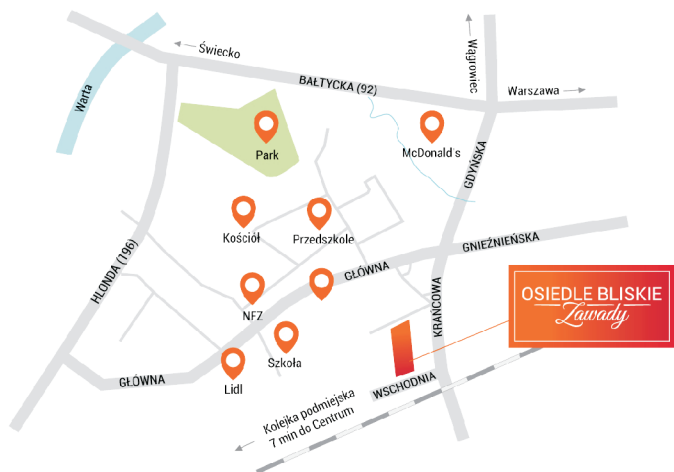 Świecko
Wągrowiec
Warta
BAŁTYCKA (92)
Warszawa
Park
McDonald's
GDYŃSKA
Kościół
Przedszkole
GNIEŹNIEŃSKA
HLONDA (196)
GŁÓWNA
NFZ
KRAŃCOWA
OSIEDLE BLISKIE
Zawady
Szkoła
GŁÓWNA
Lidl
WSCHODNIA
Kolejka podmiejska
7 min do Centrum